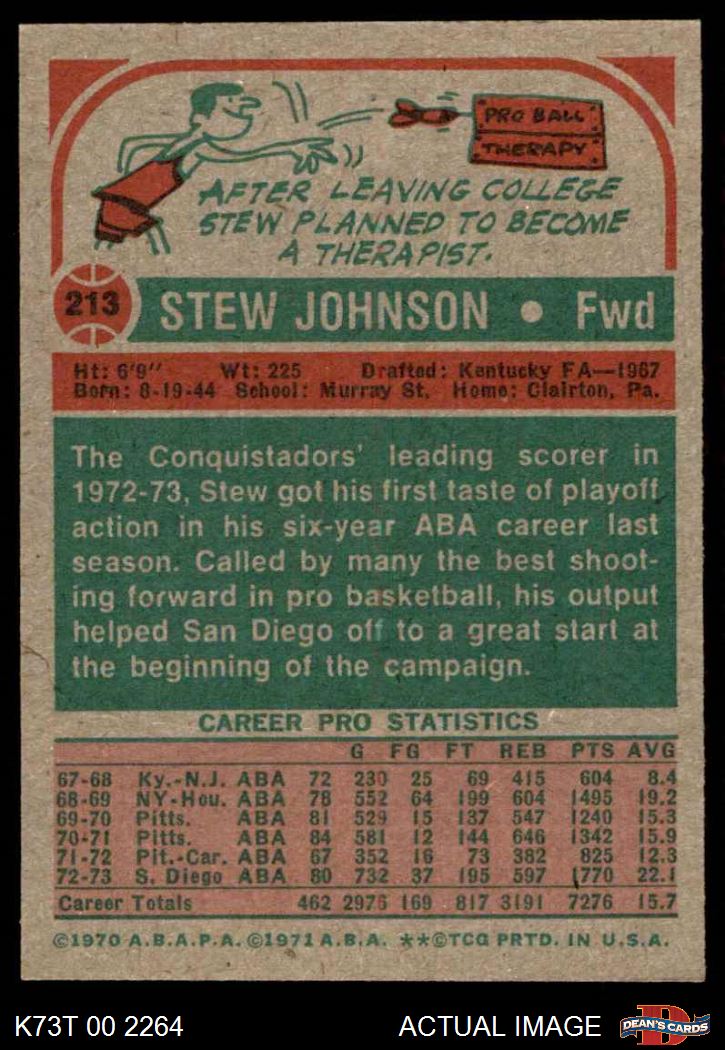 PRO BALL
THERAPY
AFTER LEAVING COLLEGE
STEW PLANNED TO BECOME
A THERAPIST.
213 STEW JOHNSON • Fwd
Ht: 6'9" Wt: 225 Drafted: Kentucky FA—1967
Born: 8-19-44 School: Murray St. Home: Clairton, Pa.
The Conquistadors' leading scorer in
1972-73, Stew got his first taste of playoff
action in his six-year ABA career last
season. Called by many the best shoot-
ing forward in pro basketball, his output
helped San Diego off to a great start at
the beginning of the campaign.
CAREER PRO STATISTICS
G FG FT REB PTS AVG
67-68 Ky.-N.J. ABA 72 230 25 69 415 604 8.4
68-69 NY-Hou. ABA 78 552 64 199 604 1495 19.2
69-70 Pitts. ABA 81 529 15 137 547 1240 15.3
70-71 Pitts. ABA 84 581 12 144 646 1342 15.9
71-72 Pit.-Car. ABA 67 352 16 73 382 825 12.3
72-73 S. Diego ABA 80 732 37 195 597 1770 22.1
Career Totals 462 2976 169 817 3191 7276 15.7
©1970 A.B.A.P.A. ©1971 A.B.A. **©TCG PRTD. IN U.S.A.
K73T 00 2264 ACTUAL IMAGE DEAN'S CARDS